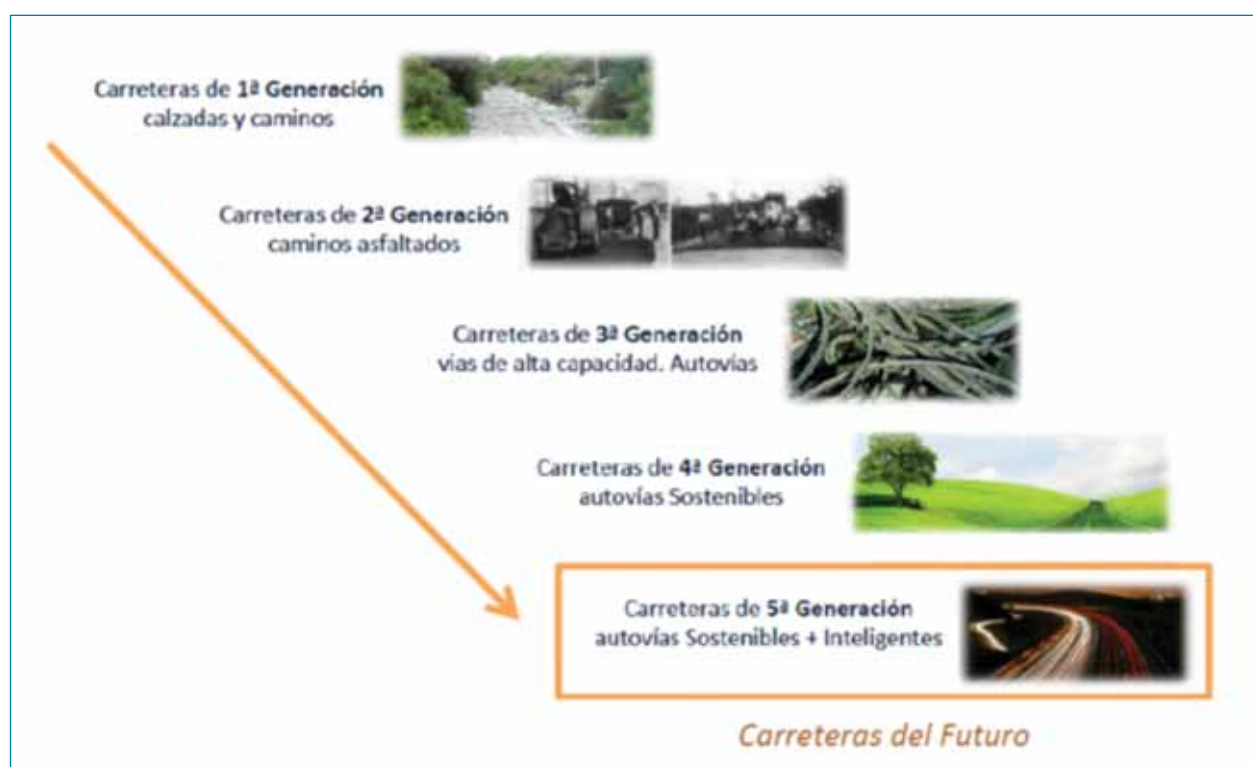 Carreteras de 1ª Generación
calzadas y caminos
Carreteras de 2ª Generación
caminos asfaltados
Carreteras de 3ª Generación
vías de alta capacidad. Autovías
Carreteras de 4ª Generación
autovías Sostenibles
Carreteras de 5ª Generación
autovías Sostenibles + Inteligentes
Carreteras del Futuro